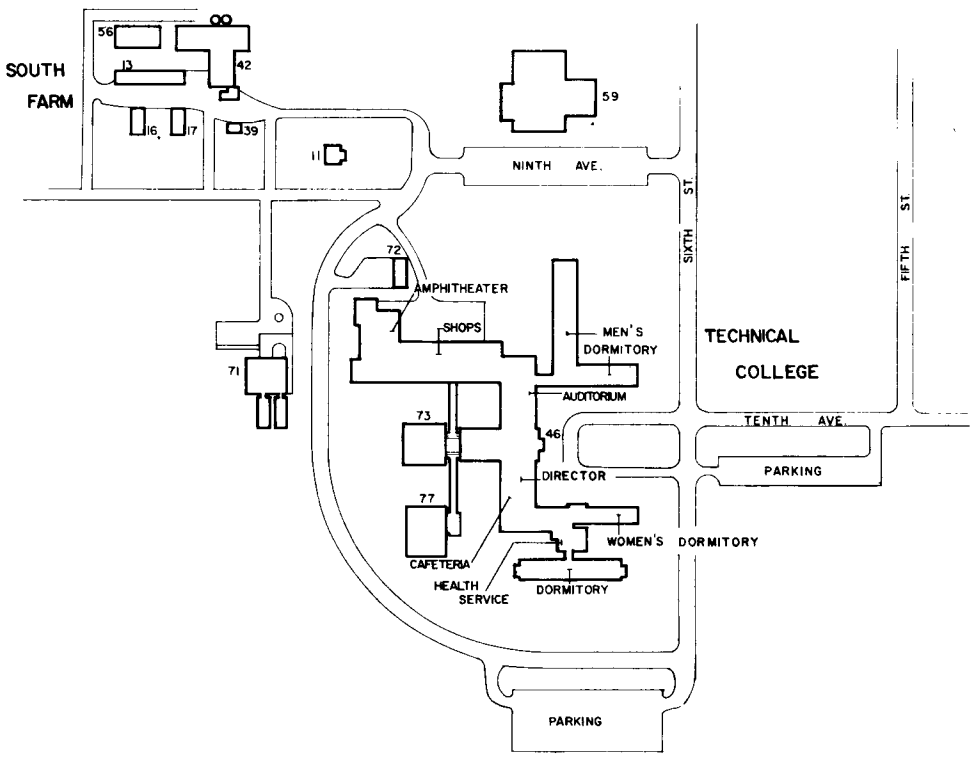 56
SOUTH
FARM
13
42
16
17
39
11
59
NINTH AVE.
SIXTH ST.
FIFTH ST.
72
AMPHITHEATER
SHOPS
MEN'S
DORMITORY
TECHNICAL
COLLEGE
71
AUDITORIUM
73
46
TENTH AVE.
PARKING
DIRECTOR
77
WOMEN'S DORMITORY
CAFETERIA
HEALTH
SERVICE
DORMITORY
PARKING